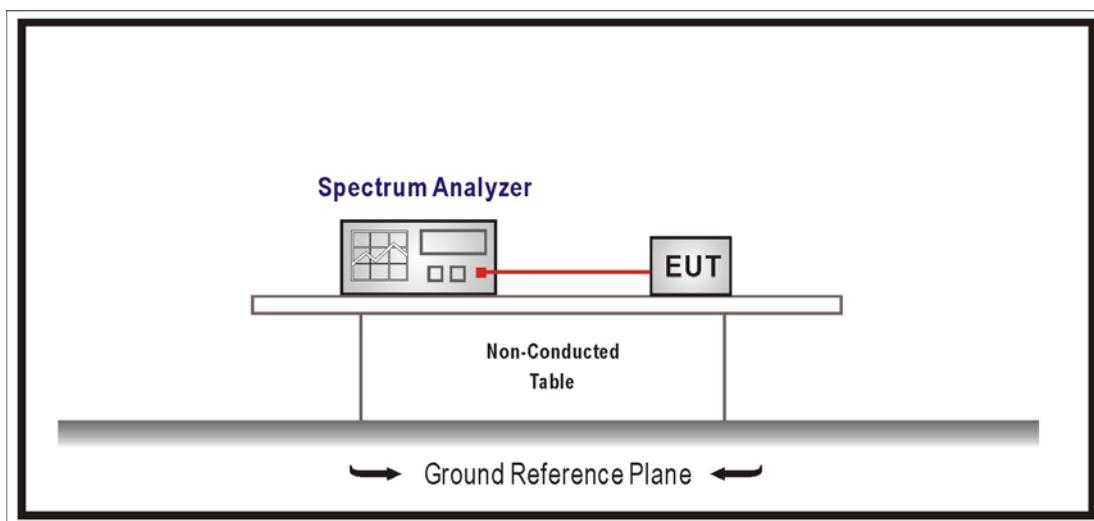 Spectrum Analyzer
EUT
Non-Conducted
Table
Ground Reference Plane